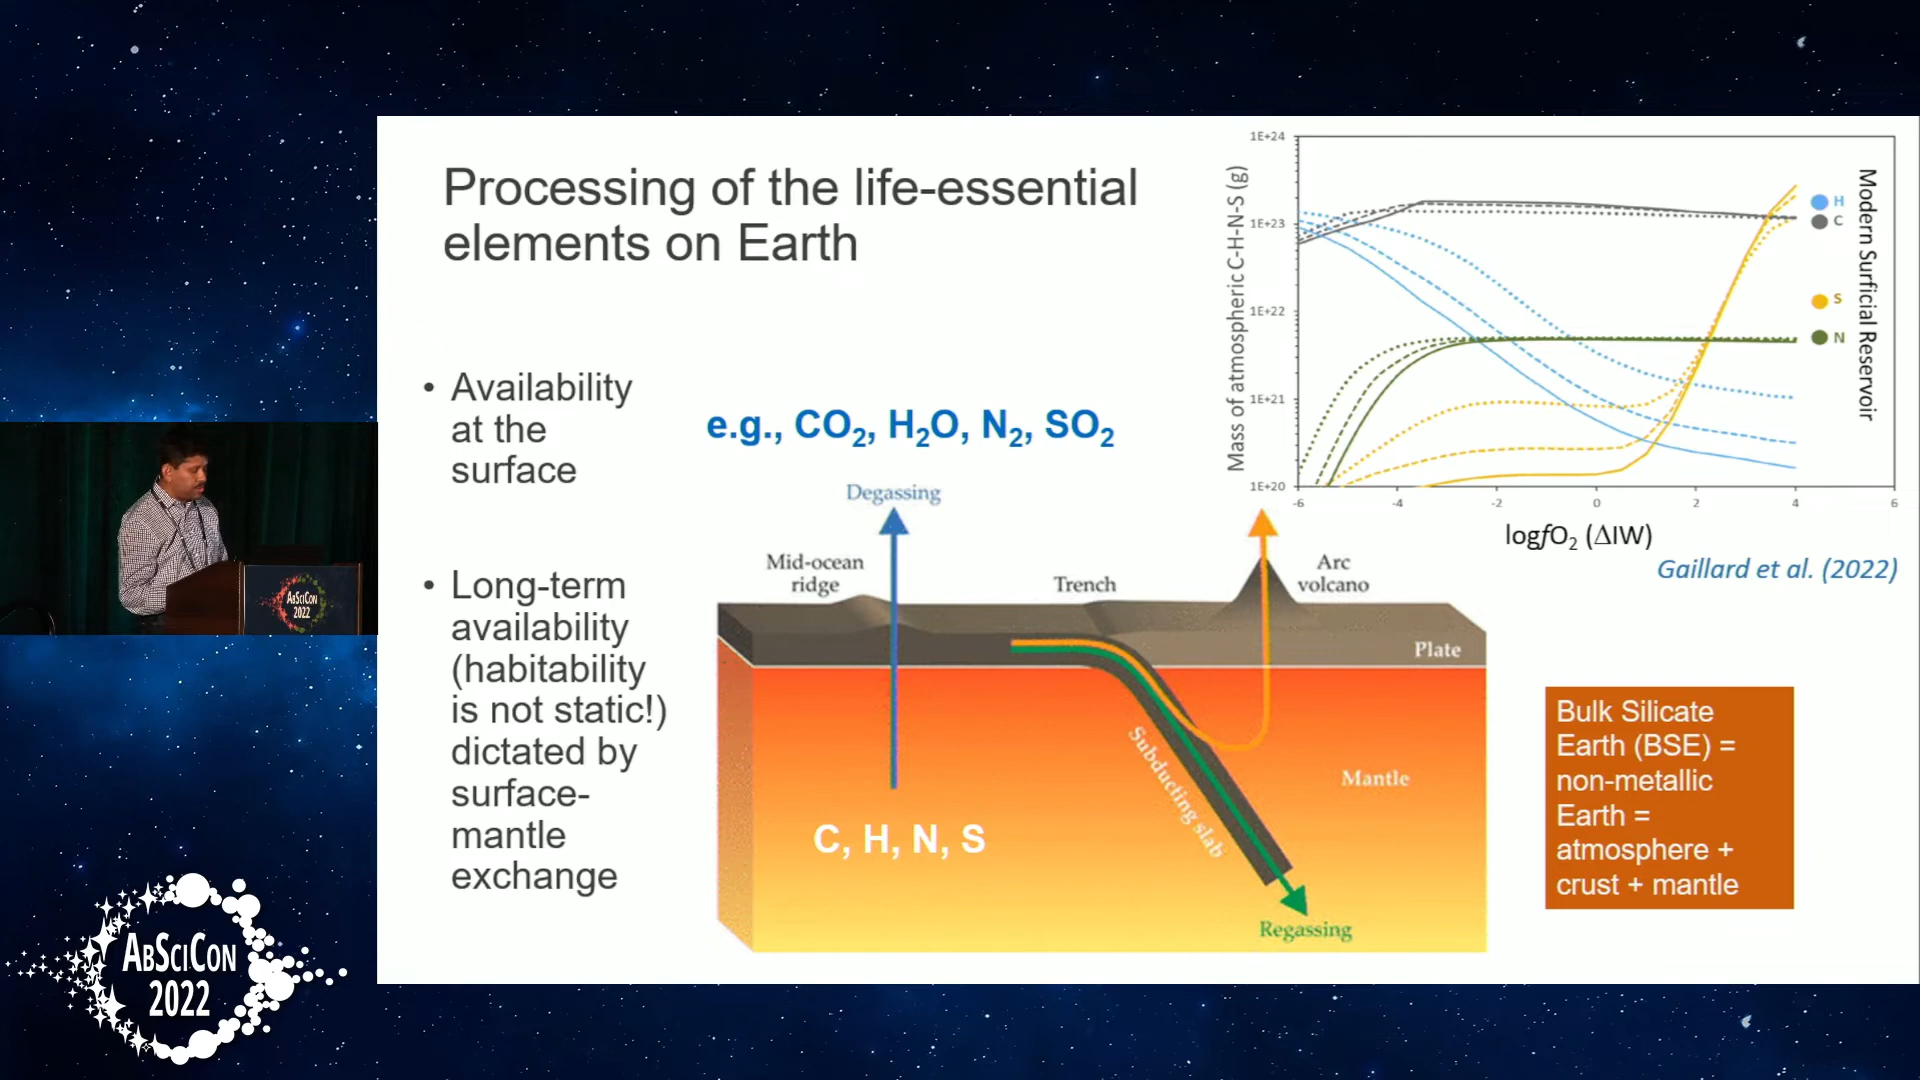 Processing of the life-essential
elements on Earth
• Availability
at the
surface
• Long-term
availability
(habitability
is not static!)
dictated by
surface-
mantle
exchange
e.g., CO₂, H₂O, N₂, SO₂
Degassing
Mid-ocean
ridge
Trench
Arc
volcano
Plate
Subducting slab
Mantle
C, H, N, S
Regassing
Mass of atmospheric C-H-N-S (g)
1E+24
1E+23
1E+22
1E+21
1E+20
-6
-4
-2
0
2
4
6
logfO₂ (ΔIW)
H
C
S
N
Modern Surficial Reservoir
Gaillard et al. (2022)
Bulk Silicate
Earth (BSE) =
non-metallic
Earth =
atmosphere +
crust + mantle
ABSCICON
2022
ABSCICON
2022